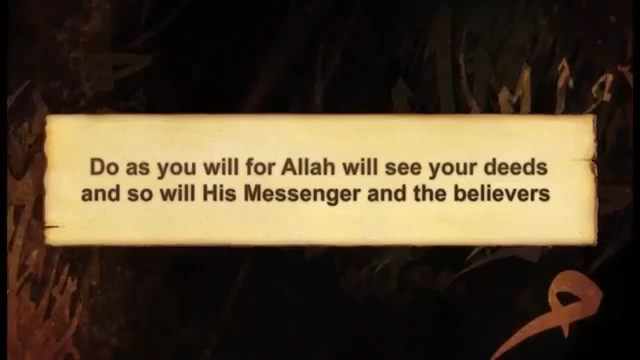 Do as you will for Allah will see your deeds
and so will His Messenger and the believers